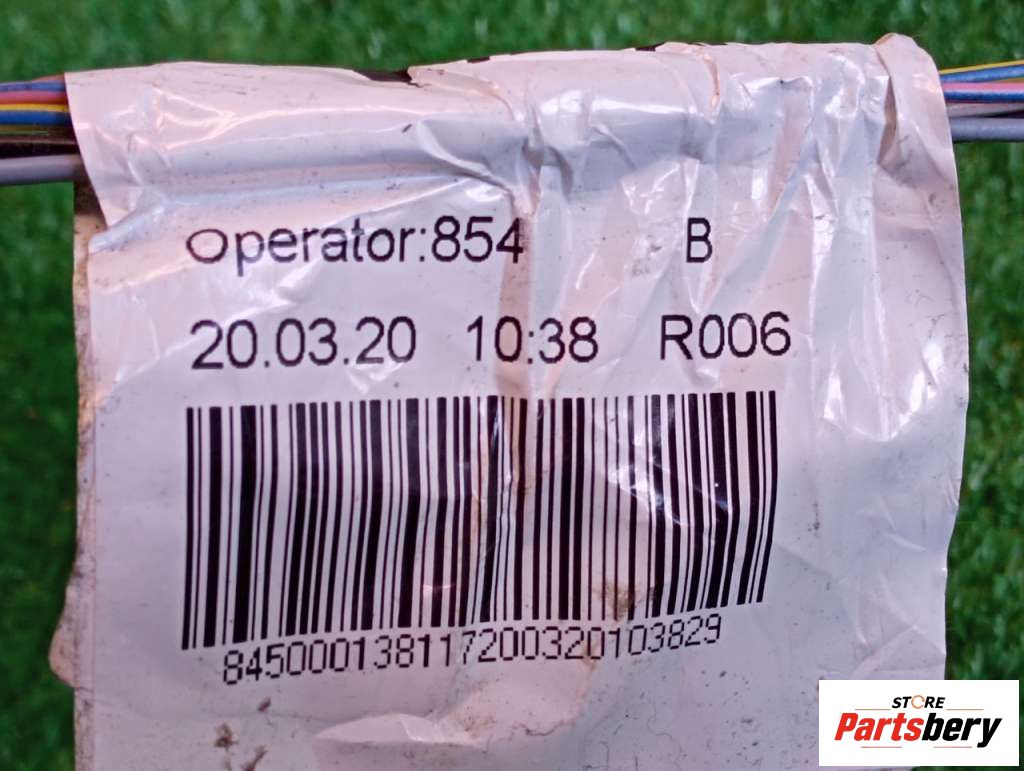 Operator:854 B
20.03.20 10:38 R006
845000138117200320103829
STORE
Partsbery